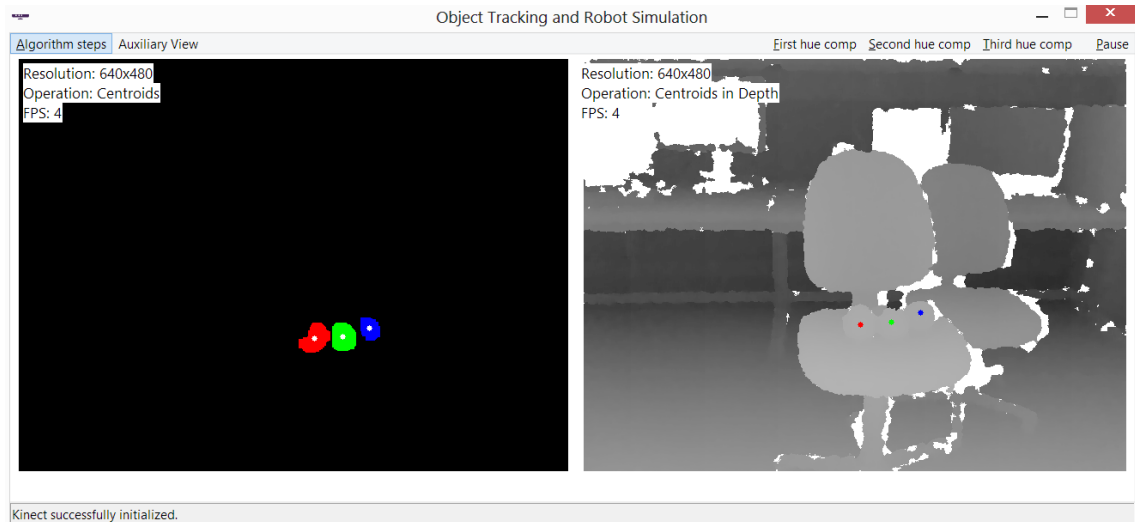 Object Tracking and Robot Simulation
Algorithm steps Auxiliary View First hue comp Second hue comp Third hue comp Pause
Resolution: 640x480
Operation: Centroids
FPS: 4
Resolution: 640x480
Operation: Centroids in Depth
FPS: 4
Kinect successfully initialized.